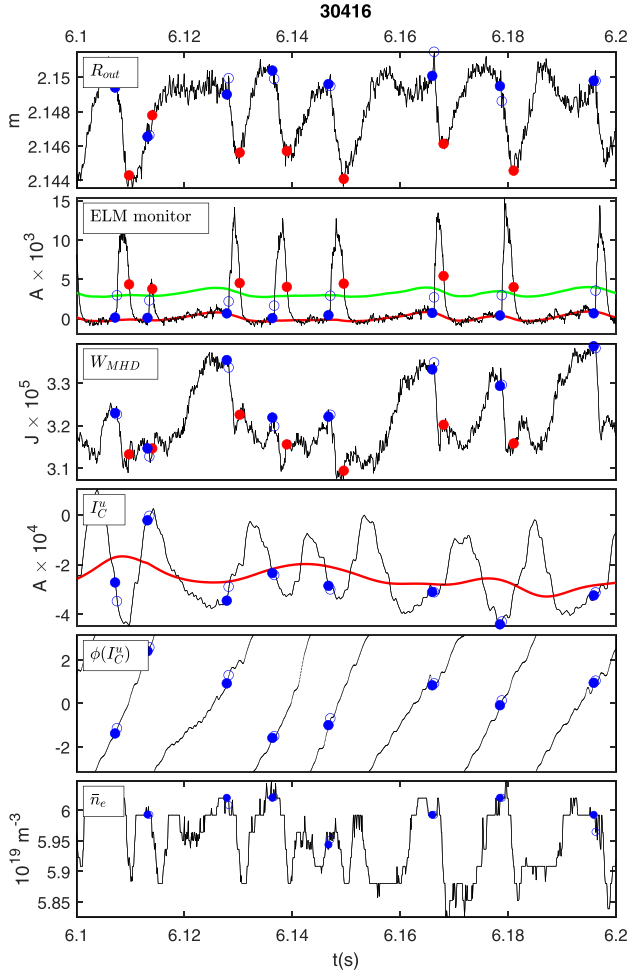 30416
6.1 6.12 6.14 6.16 6.18 6.2
R_out
2.15
2.148
2.146
2.144
m
ELM monitor
15
10
5
0
A × 10^3
W_MHD
3.3
3.2
3.1
J × 10^5
I_C^u
0
-2
-4
A × 10^4
ϕ(I_C^u)
2
0
-2
n̄_e
6
5.95
5.9
5.85
10^19 m^-3
6.1 6.12 6.14 6.16 6.18 6.2
t(s)